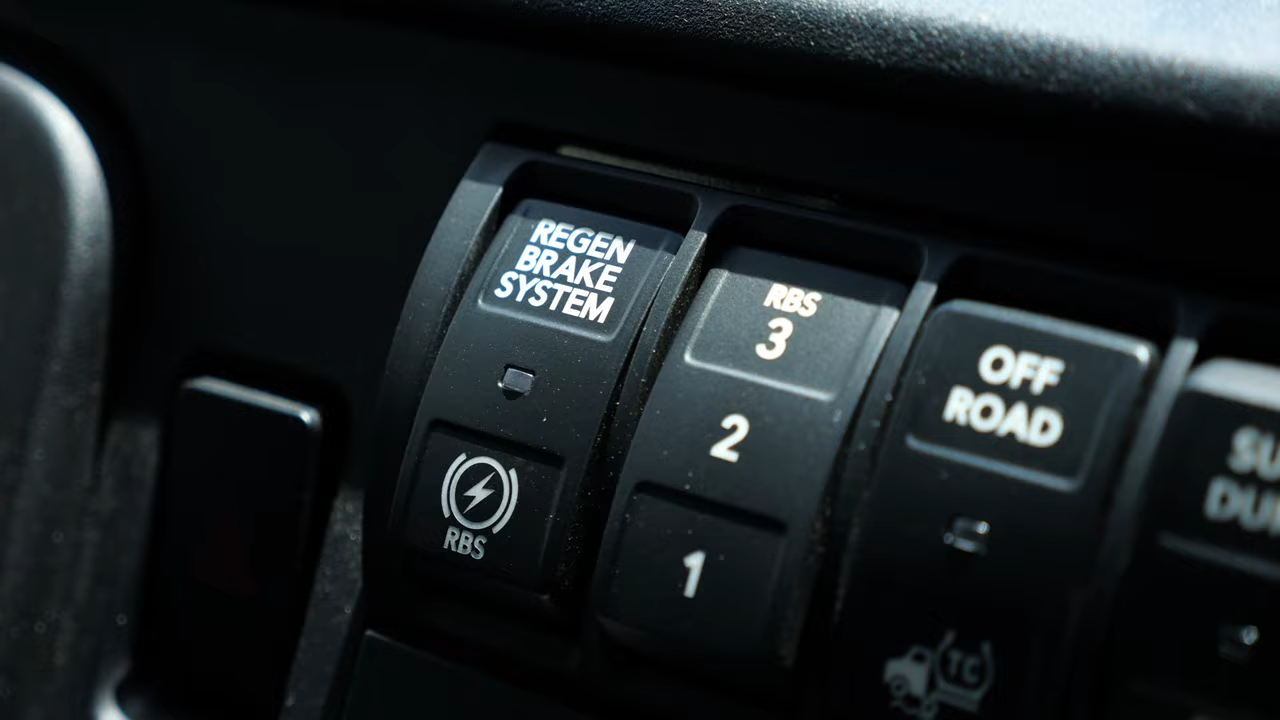 REGEN
BRAKE
SYSTEM
RBS
RBS
3
2
1
OFF
ROAD
TC